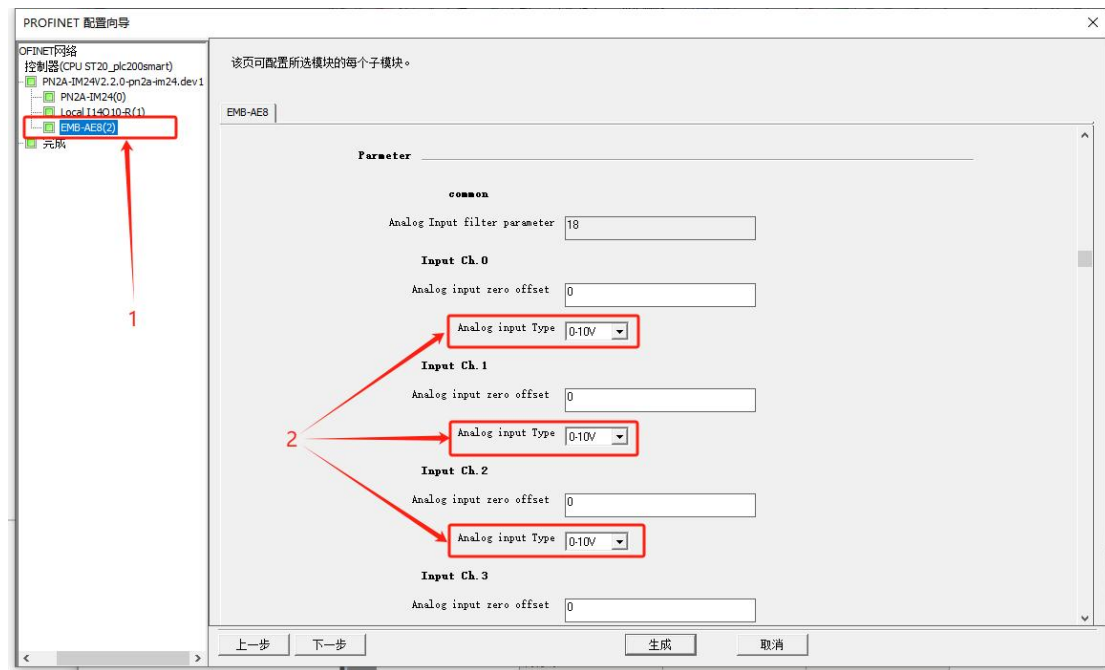 PROFINET 配置向导
OFINET网络
控制器(CPU ST20_plc200smart)
PN2A-IM24V2.2.0-pn2a-im24.dev1
PN2A-IM24(0)
Local I14O10-R(1)
EMB-AE8(2)
完成
1
该页可配置所选模块的每个子模块。
EMB-AE8
Parmeter
common
Analog Input filter parameter 18
Input Ch.0
Analog input zero offset 0
Analog input Type 0-10V
Input Ch.1
Analog input zero offset 0
2
Analog input Type 0-10V
Input Ch.2
Analog input zero offset 0
Analog input Type 0-10V
Input Ch.3
Analog input zero offset 0
上一步 下一步 生成 取消